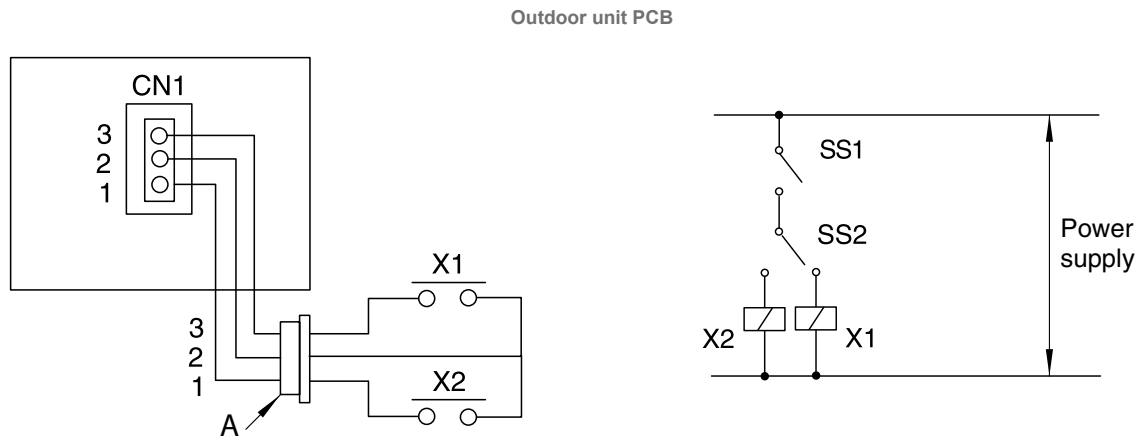 Outdoor unit PCB
CN1
3
2
1
X1
3
2
1
X2
A
SS1
SS2
X2
X1
Power
supply